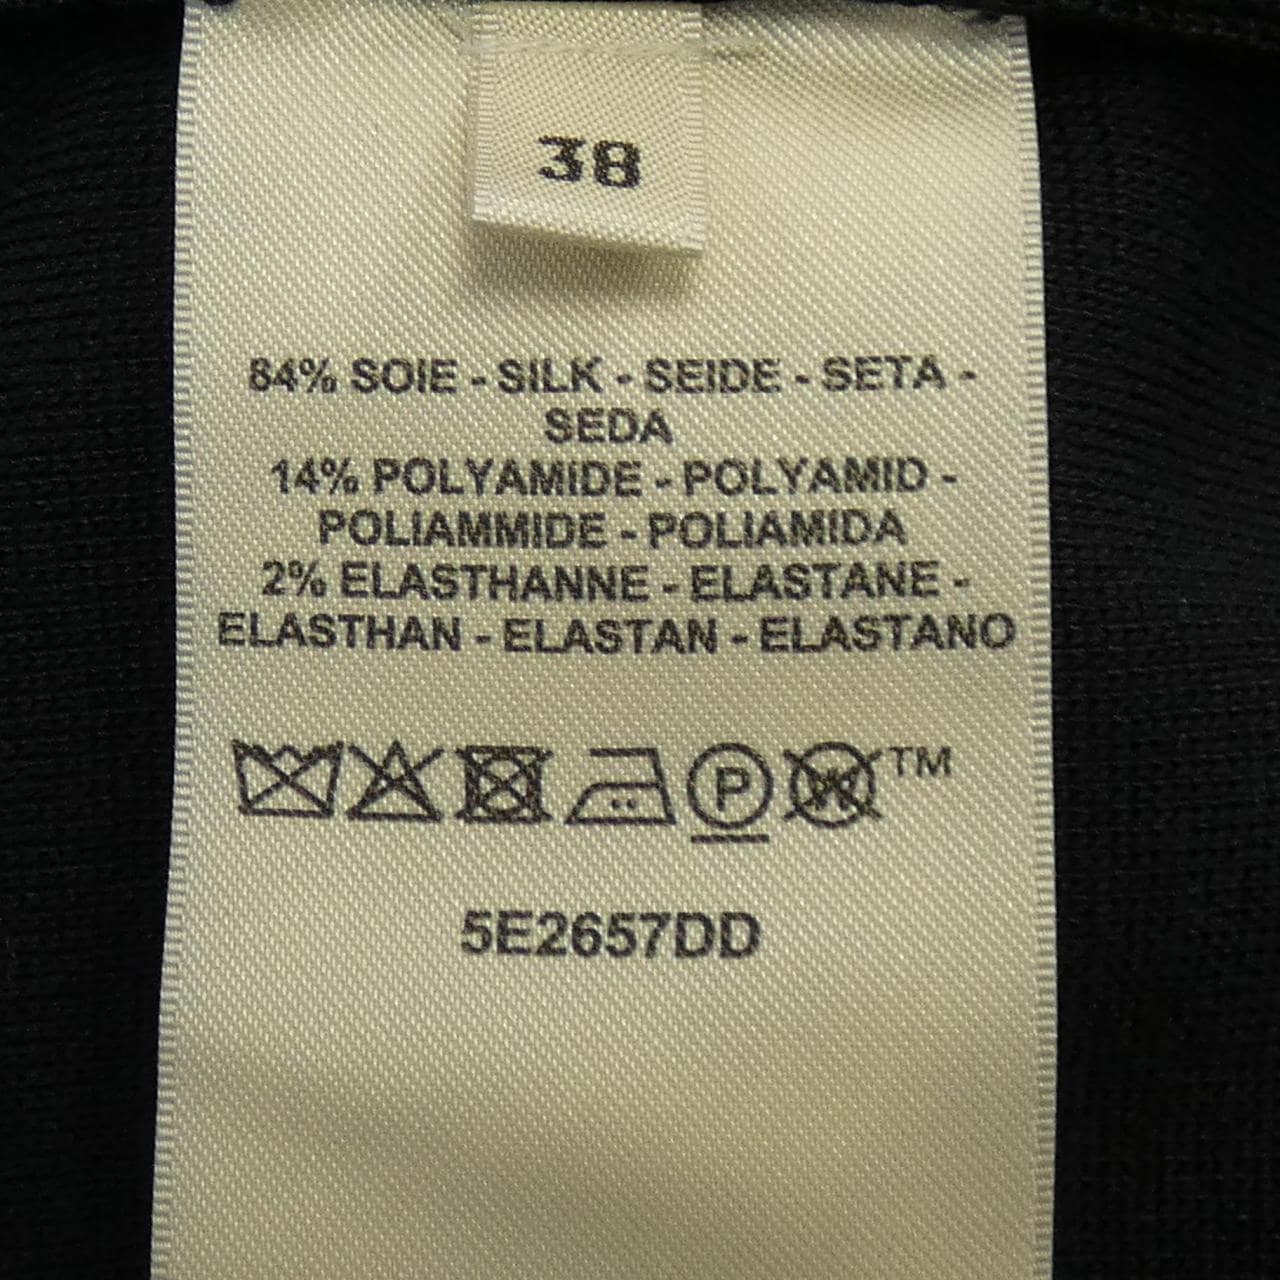 38
84% SOIE - SILK - SEIDE - SETA -
SEDA
14% POLYAMIDE - POLYAMID -
POLIAMMIDE - POLIAMIDA
2% ELASTHANNE - ELASTANE -
ELASTHAN - ELASTAN - ELASTANO
P W TM
5E2657DD